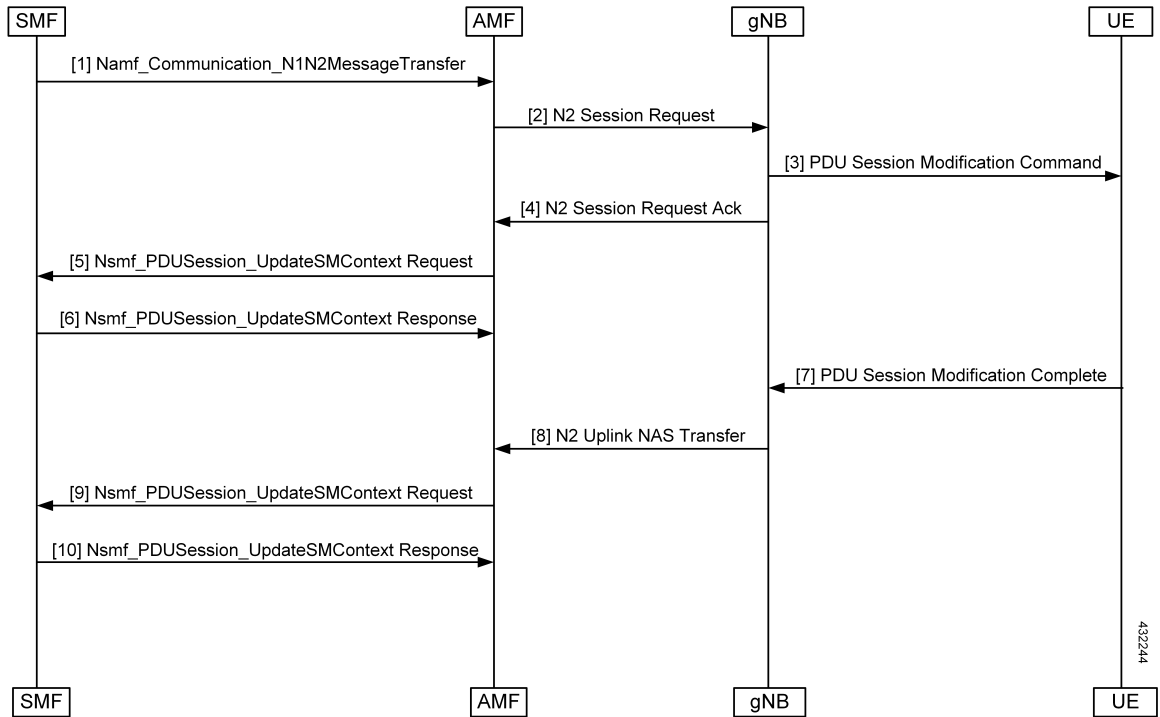 SMF
AMF
gNB
UE
[1] Namf_Communication_N1N2MessageTransfer
[2] N2 Session Request
[3] PDU Session Modification Command
[4] N2 Session Request Ack
[5] Nsmf_PDUSession_UpdateSMContext Request
[6] Nsmf_PDUSession_UpdateSMContext Response
[7] PDU Session Modification Complete
[8] N2 Uplink NAS Transfer
[9] Nsmf_PDUSession_UpdateSMContext Request
[10] Nsmf_PDUSession_UpdateSMContext Response
432244
SMF
AMF
gNB
UE